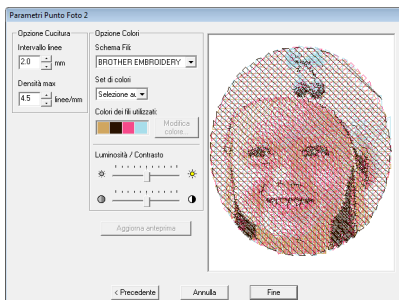 Parametri Punto Foto 2
Opzione Cucitura
Intervallo linee
2.0 mm
Densità max
4.5 linee/mm
Opzione Colori
Schema Fili:
BROTHER EMBROIDERY
Set di colori
Selezione au
Colori dei fili utilizzati:
Modifica
colore...
Luminosità / Contrasto
Aggiorna anteprima
< Precedente
Annulla
Fine